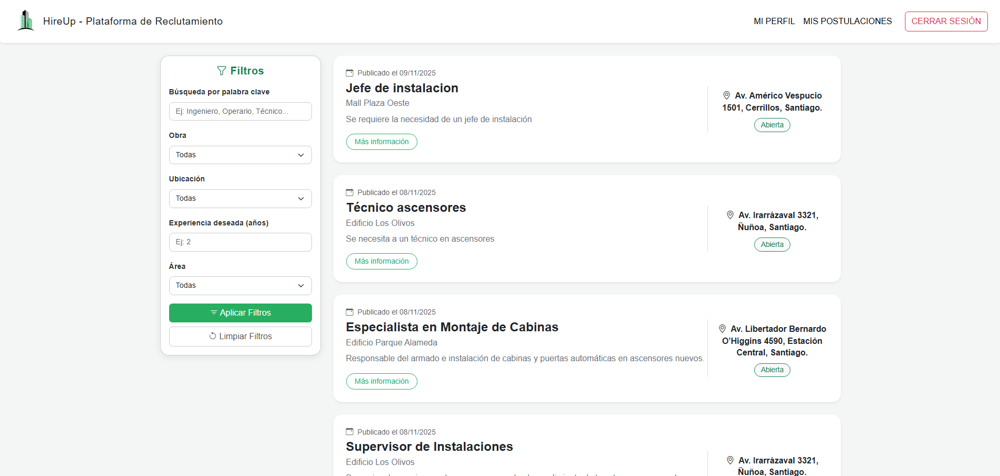 HireUp - Plataforma de Reclutamiento
MI PERFIL
MIS POSTULACIONES
CERRAR SESIÓN
Filtros
Búsqueda por palabra clave
Ej: Ingeniero, Operario, Técnico...
Obra
Todas
Ubicación
Todas
Experiencia deseada (años)
Ej: 2
Área
Todas
Aplicar Filtros
Limpiar Filtros
Publicado el 09/11/2025
Jefe de instalacion
Mall Plaza Oeste
Se requiere la necesidad de un jefe de instalación
Más información
Av. Américo Vespucio
1501, Cerrillos, Santiago.
Abierta
Publicado el 08/11/2025
Técnico ascensores
Edificio Los Olivos
Se necesita a un técnico en ascensores
Más información
Av. Irarrázaval 3321,
Ñuñoa, Santiago.
Abierta
Publicado el 08/11/2025
Especialista en Montaje de Cabinas
Edificio Parque Alameda
Responsable del armado e instalación de cabinas y puertas automáticas en ascensores nuevos.
Más información
Av. Libertador Bernardo
O’Higgins 4590, Estación
Central, Santiago.
Abierta
Publicado el 08/11/2025
Supervisor de Instalaciones
Edificio Los Olivos
Av. Irarrázaval 3321,
Ñuñoa, Santiago.